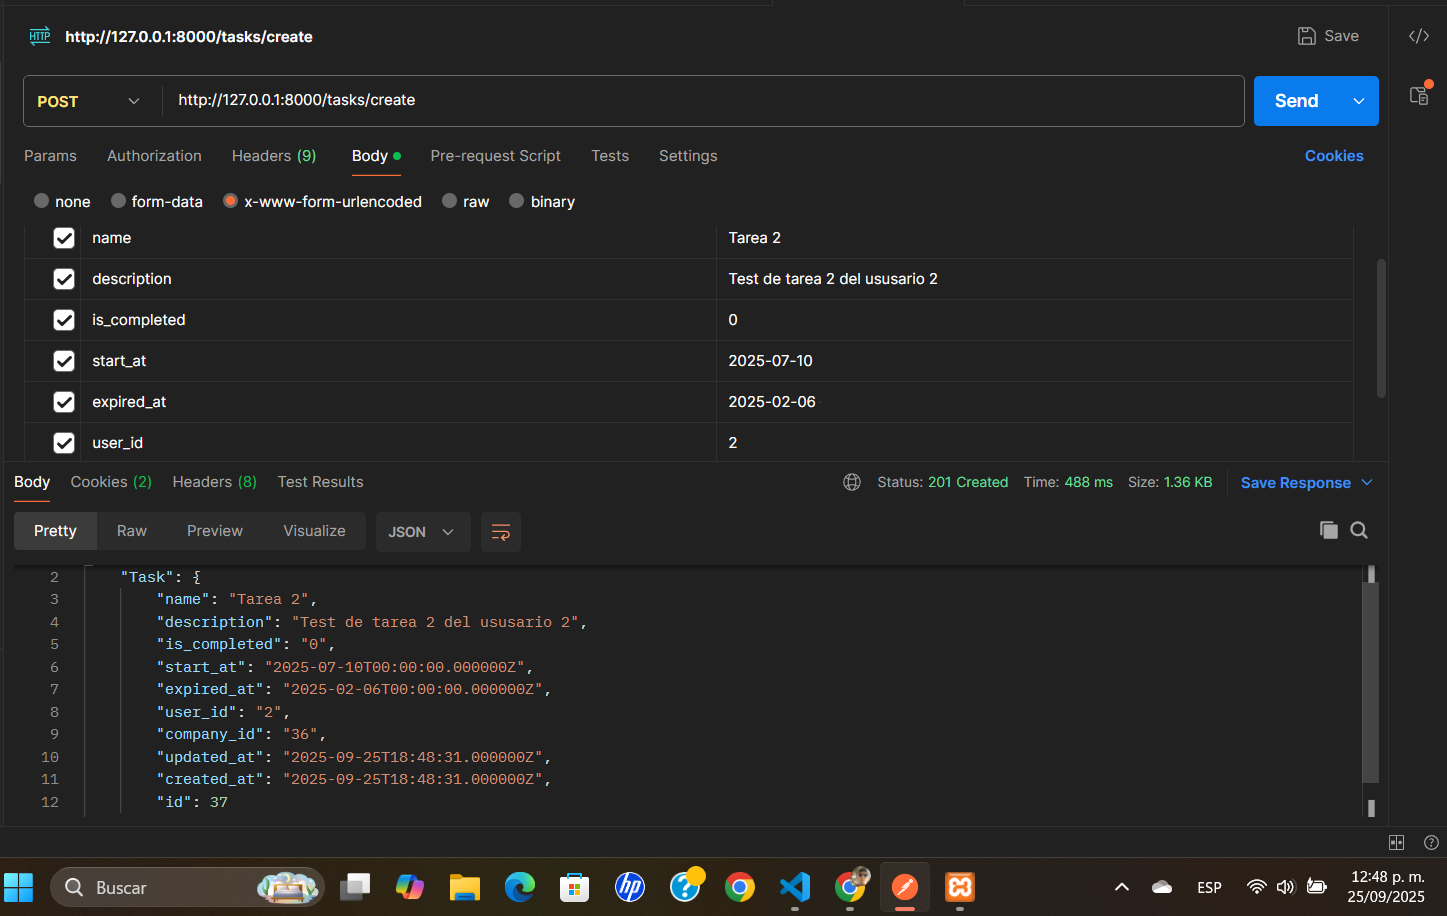 HTTP http://127.0.0.1:8000/tasks/create Save
POST http://127.0.0.1:8000/tasks/create Send
Params Authorization Headers (9) Body Pre-request Script Tests Settings Cookies
none form-data x-www-form-urlencoded raw binary
name Tarea 2
description Test de tarea 2 del ususario 2
is_completed 0
start_at 2025-07-10
expired_at 2025-02-06
user_id 2
Body Cookies (2) Headers (8) Test Results Status: 201 Created Time: 488 ms Size: 1.36 KB Save Response
Pretty Raw Preview Visualize JSON
2 "Task": {
3 "name": "Tarea 2",
4 "description": "Test de tarea 2 del ususario 2",
5 "is_completed": "0",
6 "start_at": "2025-07-10T00:00:00.000000Z",
7 "expired_at": "2025-02-06T00:00:00.000000Z",
8 "user_id": "2",
9 "company_id": "36",
10 "updated_at": "2025-09-25T18:48:31.000000Z",
11 "created_at": "2025-09-25T18:48:31.000000Z",
12 "id": 37
Buscar hp ESP 12:48 p. m.
25/09/2025